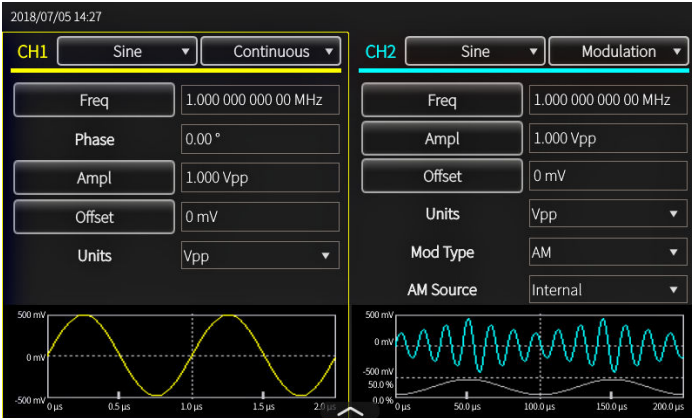 2018/07/05 14:27
CH1 Sine Continuous
Freq 1.000 000 000 00 MHz
Phase 0.00 °
Ampl 1.000 Vpp
Offset 0 mV
Units Vpp
500 mV
0 mV
-500 mV
0 µs 0.5 µs 1.0 µs 1.5 µs 2.0 µs
CH2 Sine Modulation
Freq 1.000 000 000 00 MHz
Ampl 1.000 Vpp
Offset 0 mV
Units Vpp
Mod Type AM
AM Source Internal
500 mV
0 mV
-500 mV
50.0 %
0.0 %
0 µs 50.0 µs 100.0 µs 150.0 µs 200.0 µs